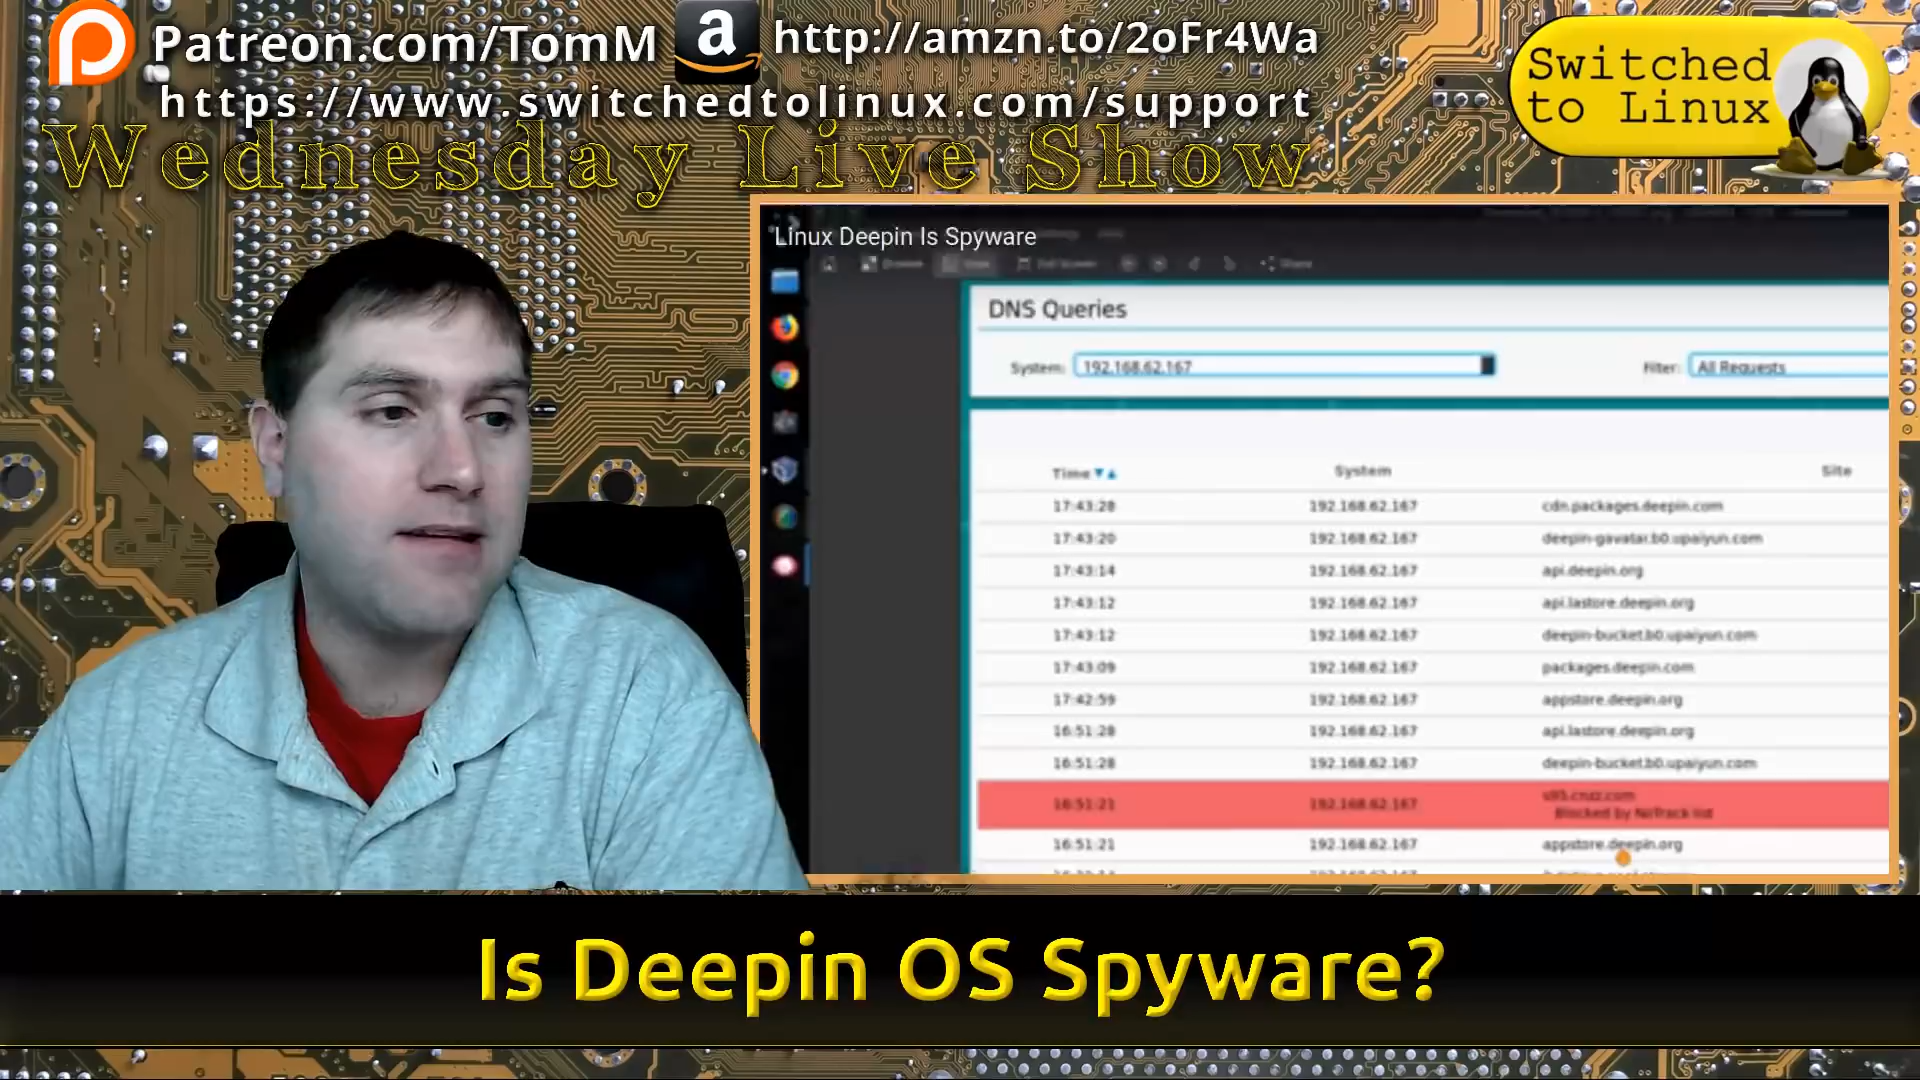 Patreon.com/TomM
a
http://amzn.to/2oFr4Wa
https://www.switchedtolinux.com/support
Wednesday Live Show
Switched
to Linux
Linux Deepin Is Spyware
Share
DNS Queries
System: 192.168.62.167
Filter: All Requests
Time System Site
17:43:28 192.168.62.167 cdn.packages.deepin.com
17:43:20 192.168.62.167 deepin-gavatar.b0.upaiyun.com
17:43:14 192.168.62.167 api.deepin.org
17:43:12 192.168.62.167 api.lastore.deepin.org
17:43:12 192.168.62.167 deepin-bucket.b0.upaiyun.com
17:43:09 192.168.62.167 packages.deepin.com
17:42:59 192.168.62.167 appstore.deepin.org
16:51:28 192.168.62.167 api.lastore.deepin.org
16:51:28 192.168.62.167 deepin-bucket.b0.upaiyun.com
16:51:21 192.168.62.167
Blocked by NoTrack list
16:51:21 192.168.62.167 appstore.deepin.org
Is Deepin OS Spyware?